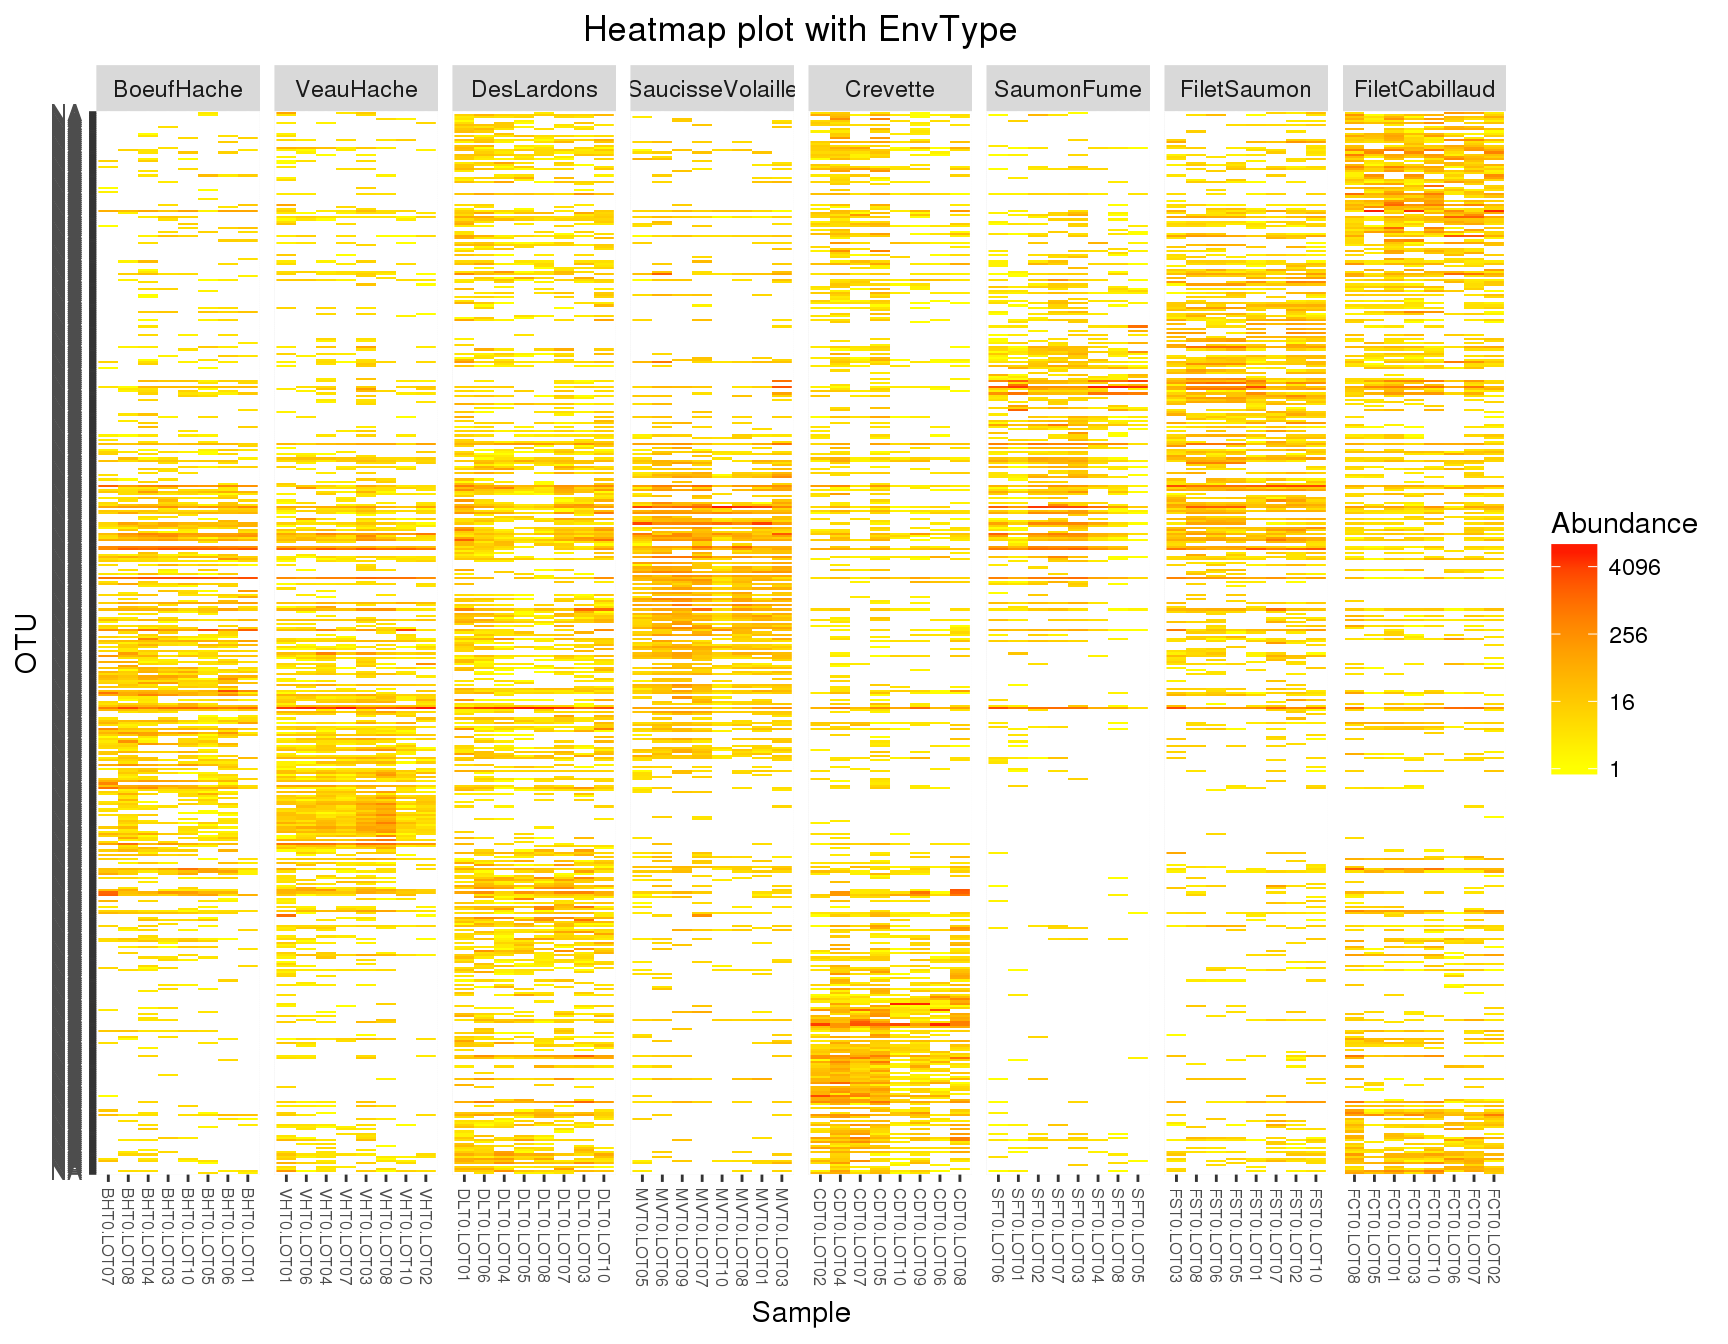 Heatmap plot with EnvType
BoeufHache VeauHache DesLardons SaucisseVolaille Crevette SaumonFume FiletSaumon FiletCabillaud
OTU
Abundance
4096
256
16
1
BHT0.LOT07 BHT0.LOT08 BHT0.LOT04 BHT0.LOT03 BHT0.LOT10 BHT0.LOT05 BHT0.LOT06 BHT0.LOT01 VHT0.LOT01 VHT0.LOT06 VHT0.LOT04 VHT0.LOT07 VHT0.LOT03 VHT0.LOT08 VHT0.LOT10 VHT0.LOT02 DLT0.LOT01 DLT0.LOT06 DLT0.LOT04 DLT0.LOT05 DLT0.LOT08 DLT0.LOT07 DLT0.LOT03 DLT0.LOT10 MVT0.LOT05 MVT0.LOT06 MVT0.LOT09 MVT0.LOT07 MVT0.LOT10 MVT0.LOT08 MVT0.LOT01 MVT0.LOT03 CDT0.LOT02 CDT0.LOT04 CDT0.LOT07 CDT0.LOT05 CDT0.LOT10 CDT0.LOT09 CDT0.LOT06 CDT0.LOT08 SFT0.LOT06 SFT0.LOT01 SFT0.LOT02 SFT0.LOT07 SFT0.LOT03 SFT0.LOT04 SFT0.LOT08 SFT0.LOT05 FST0.LOT03 FST0.LOT08 FST0.LOT06 FST0.LOT05 FST0.LOT01 FST0.LOT07 FST0.LOT02 FST0.LOT10 FCT0.LOT08 FCT0.LOT05 FCT0.LOT01 FCT0.LOT03 FCT0.LOT10 FCT0.LOT06 FCT0.LOT07 FCT0.LOT02
Sample